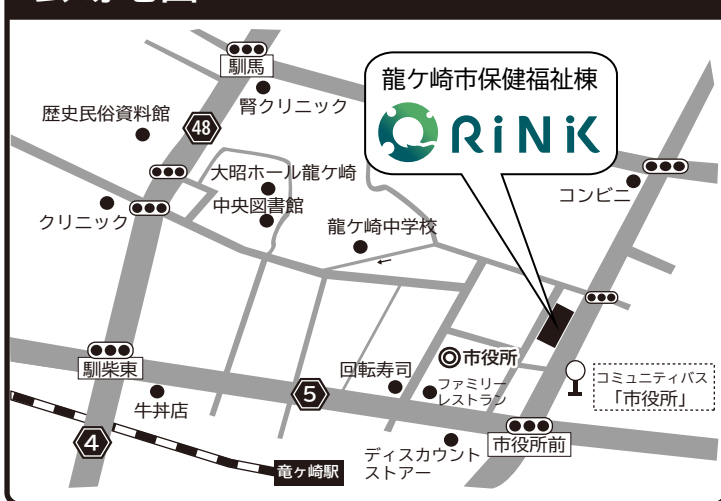 馴馬
龍ケ崎市保健福祉棟
RiNiK
歴史民俗資料館
腎クリニック
48
大昭ホール龍ケ崎
中央図書館
コンビニ
クリニック
龍ケ崎中学校
←
馴柴東
市役所
回転寿司
ファミリー
レストラン
コミュニティバス
「市役所」
5
牛丼店
4
市役所前
ディスカウント
ストアー
竜ヶ崎駅